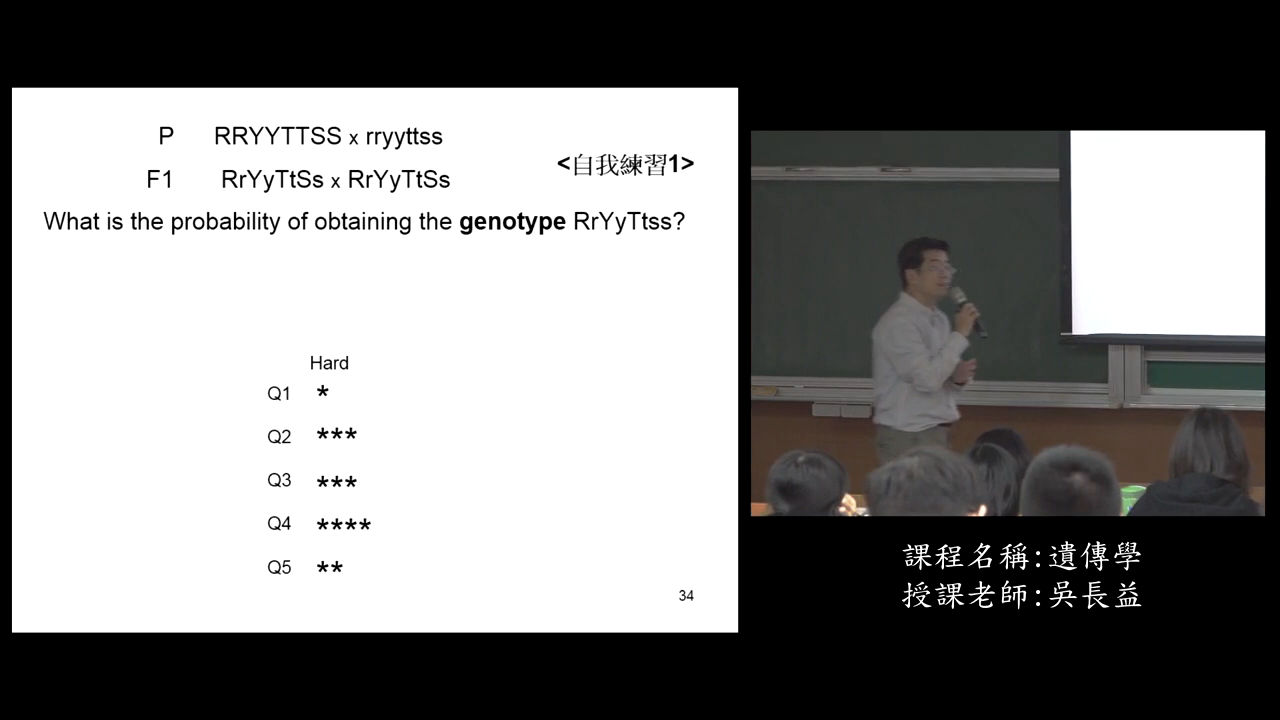 P RRYYTTSS x rryyttss
<自我練習1>
F1 RrYyTtSs x RrYyTtSs
What is the probability of obtaining the genotype RrYyTtss?
Hard
Q1 *
Q2 ***
Q3 ***
Q4 ****
Q5 **
34
課程名稱:遺傳學
授課老師:吳長益